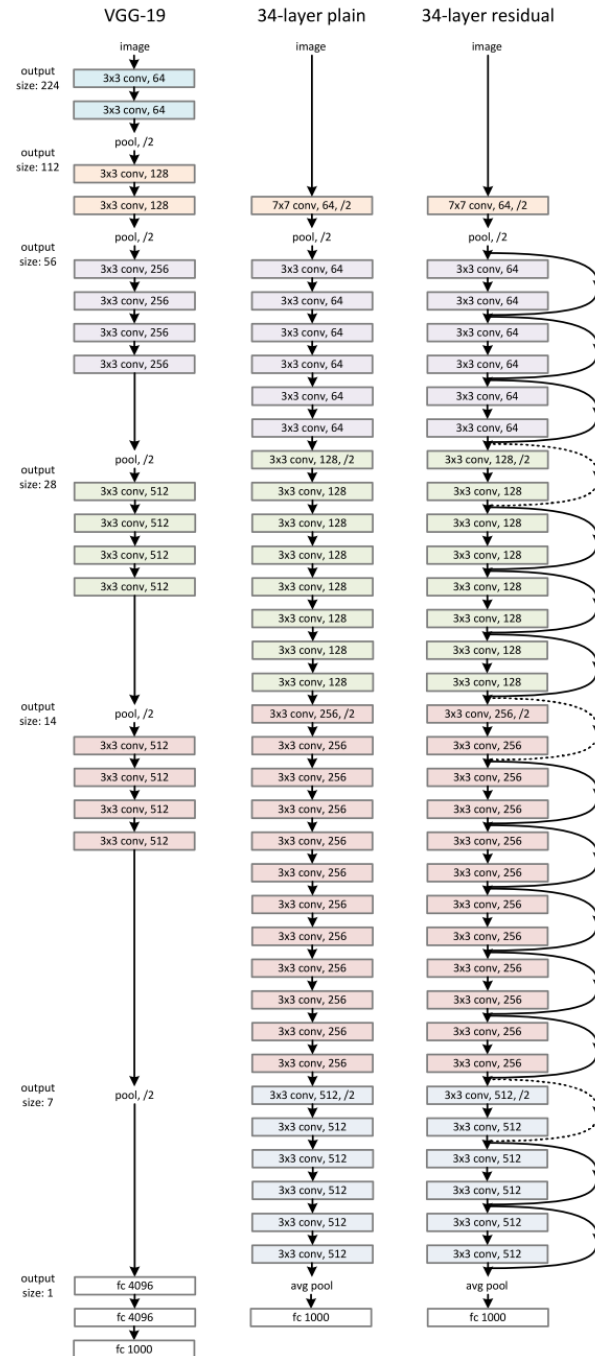 output
size: 224
output
size: 112
output
size: 56
output
size: 28
output
size: 14
output
size: 7
output
size: 1
VGG-19
image
3x3 conv, 64
3x3 conv, 64
pool, /2
3x3 conv, 128
3x3 conv, 128
pool, /2
3x3 conv, 256
3x3 conv, 256
3x3 conv, 256
3x3 conv, 256
pool, /2
3x3 conv, 512
3x3 conv, 512
3x3 conv, 512
3x3 conv, 512
pool, /2
3x3 conv, 512
3x3 conv, 512
3x3 conv, 512
3x3 conv, 512
pool, /2
fc 4096
fc 4096
fc 1000
34-layer plain
image
7x7 conv, 64, /2
pool, /2
3x3 conv, 64
3x3 conv, 64
3x3 conv, 64
3x3 conv, 64
3x3 conv, 64
3x3 conv, 64
3x3 conv, 128, /2
3x3 conv, 128
3x3 conv, 128
3x3 conv, 128
3x3 conv, 128
3x3 conv, 128
3x3 conv, 128
3x3 conv, 128
3x3 conv, 256, /2
3x3 conv, 256
3x3 conv, 256
3x3 conv, 256
3x3 conv, 256
3x3 conv, 256
3x3 conv, 256
3x3 conv, 256
3x3 conv, 256
3x3 conv, 256
3x3 conv, 256
3x3 conv, 256
3x3 conv, 512, /2
3x3 conv, 512
3x3 conv, 512
3x3 conv, 512
3x3 conv, 512
3x3 conv, 512
avg pool
fc 1000
34-layer residual
image
7x7 conv, 64, /2
pool, /2
3x3 conv, 64
3x3 conv, 64
3x3 conv, 64
3x3 conv, 64
3x3 conv, 64
3x3 conv, 64
3x3 conv, 128, /2
3x3 conv, 128
3x3 conv, 128
3x3 conv, 128
3x3 conv, 128
3x3 conv, 128
3x3 conv, 128
3x3 conv, 128
3x3 conv, 256, /2
3x3 conv, 256
3x3 conv, 256
3x3 conv, 256
3x3 conv, 256
3x3 conv, 256
3x3 conv, 256
3x3 conv, 256
3x3 conv, 256
3x3 conv, 256
3x3 conv, 256
3x3 conv, 256
3x3 conv, 512, /2
3x3 conv, 512
3x3 conv, 512
3x3 conv, 512
3x3 conv, 512
3x3 conv, 512
avg pool
fc 1000